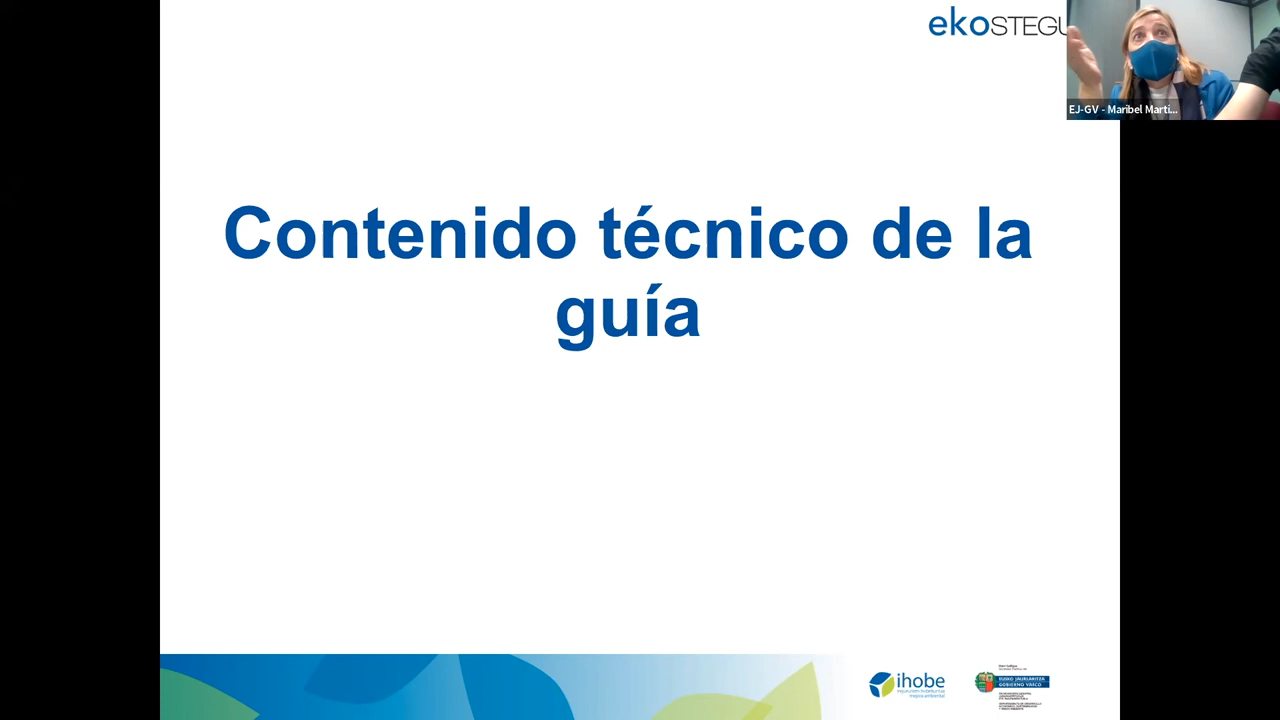 ekoSTEGU
EJ-GV - Maribel Marti...
Contenido técnico de la
guía
ihobe
EUSKO JAURLARITZA
GOBIERNO VASCO